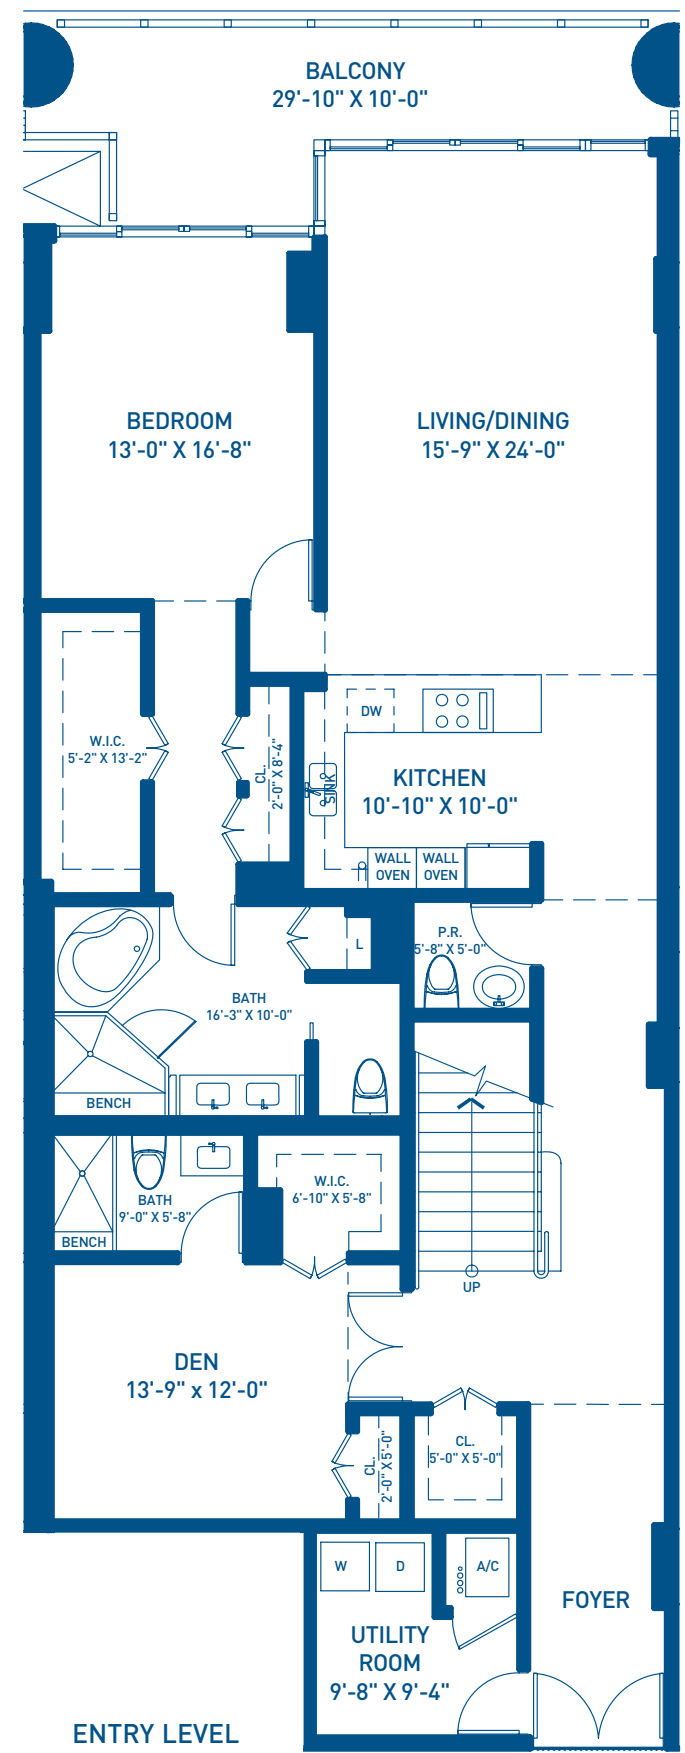 BALCONY
29'-10" X 10'-0"
BEDROOM
13'-0" X 16'-8"
LIVING/DINING
15'-9" X 24'-0"
W.I.C.
5'-2" X 13'-2"
CL.
2'-0" X 8'-4"
DW
SINK
KITCHEN
10'-10" X 10'-0"
WALL
OVEN
WALL
OVEN
P.R.
5'-8" X 5'-0"
L
BATH
16'-3" X 10'-0"
BENCH
W.I.C.
6'-10" X 5'-8"
BATH
9'-0" X 5'-8"
BENCH
UP
DEN
13'-9" x 12'-0"
CL.
2'-0" X 5'-0"
CL.
5'-0" X 5'-0"
W
D
A/C
FOYER
UTILITY
ROOM
9'-8" X 9'-4"
ENTRY LEVEL